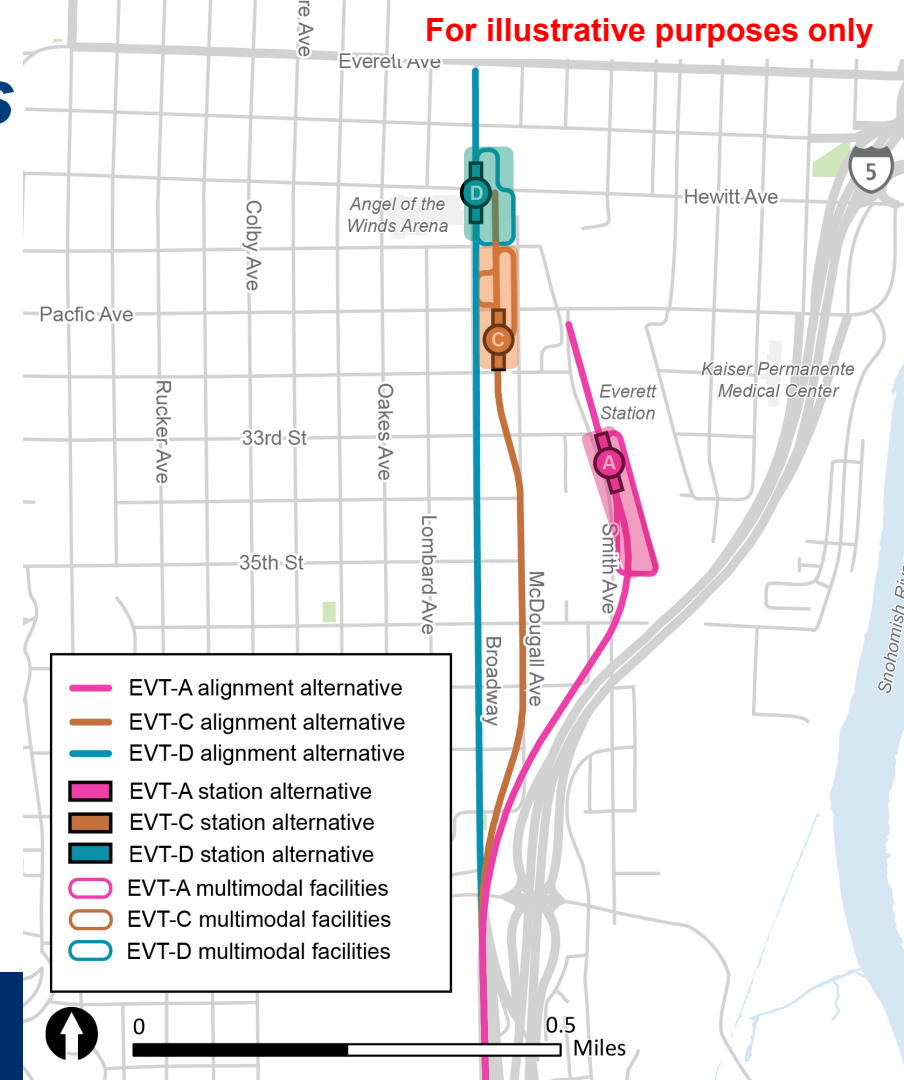 For illustrative purposes only
Everett Ave
5
Hewitt Ave
D
Angel of the
Winds Arena
Colby Ave
Pacfic Ave
C
Kaiser Permanente
Medical Center
Everett
Station
Rucker Ave
Oakes Ave
33rd St
A
Lombard Ave
Smith Ave
35th St
McDougall Ave
Broadway
EVT-A alignment alternative
EVT-C alignment alternative
EVT-D alignment alternative
EVT-A station alternative
EVT-C station alternative
EVT-D station alternative
EVT-A multimodal facilities
EVT-C multimodal facilities
EVT-D multimodal facilities
0
0.5
Miles